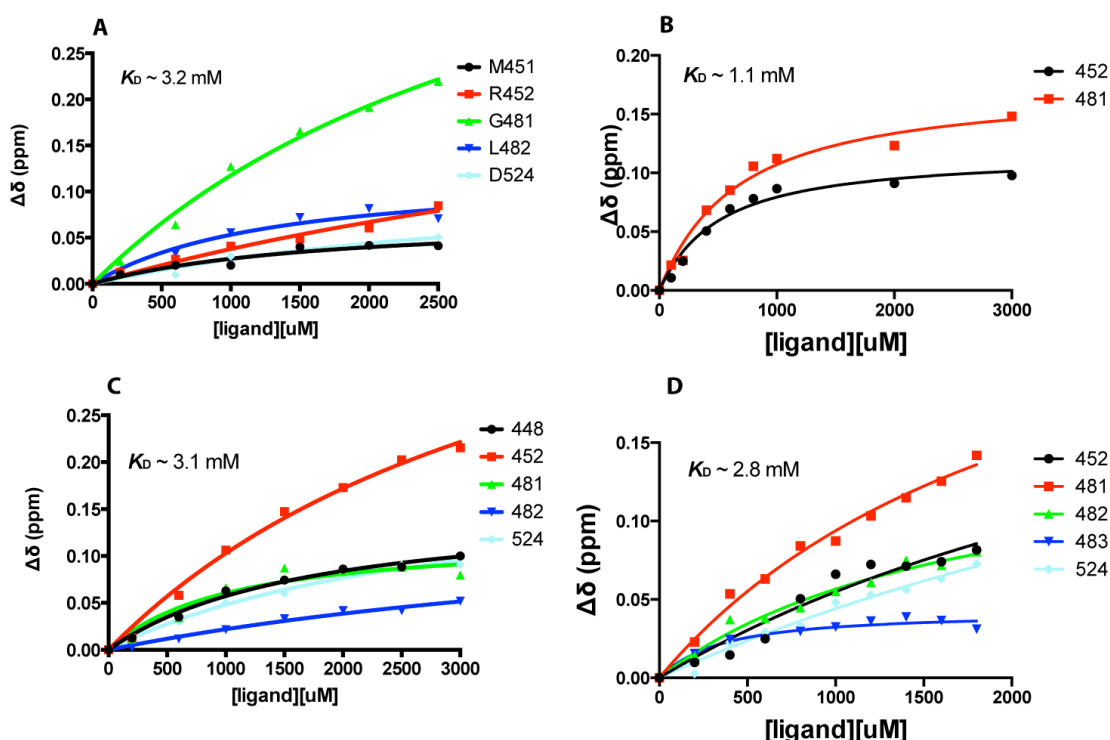 A
K_D ~ 3.2 mM
M451
R452
G481
L482
D524
Δδ (ppm)
0.25
0.20
0.15
0.10
0.05
0.00
0 500 1000 1500 2000 2500
[ligand][uM]
B
K_D ~ 1.1 mM
452
481
Δδ (ppm)
0.20
0.15
0.10
0.05
0.00
0 1000 2000 3000
[ligand][uM]
C
K_D ~ 3.1 mM
448
452
481
482
524
Δδ (ppm)
0.25
0.20
0.15
0.10
0.05
0.00
0 500 1000 1500 2000 2500 3000
[ligand][uM]
D
K_D ~ 2.8 mM
452
481
482
483
524
Δδ (ppm)
0.15
0.10
0.05
0.00
0 500 1000 1500 2000
[ligand][uM]